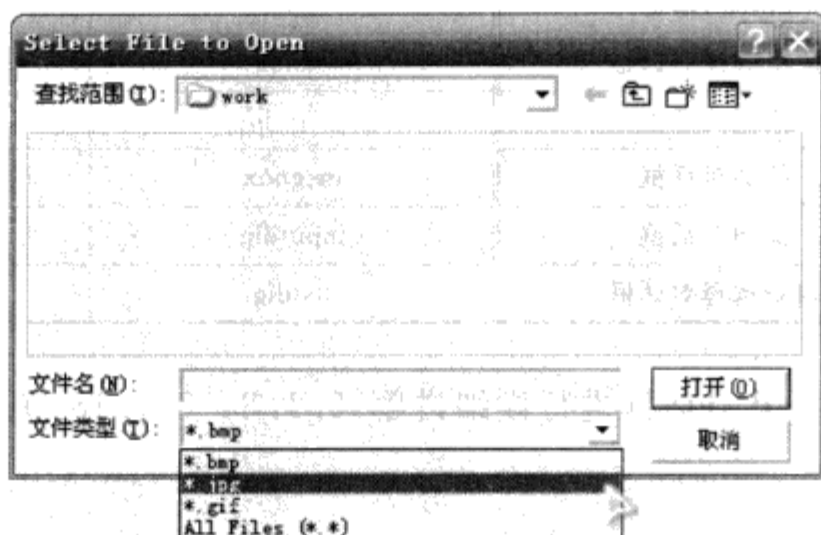 Select File to Open
查找范围(I): work
文件名(N):
打开(O)
文件类型(T): *.bmp
取消
*.bmp
*.jpg
*.gif
All Files (*.*)